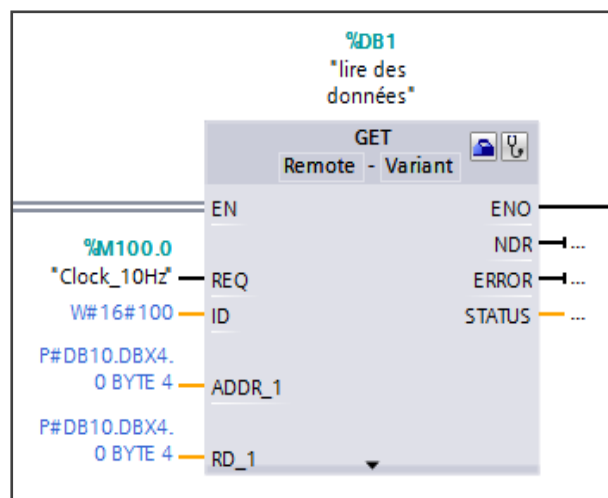 %DB1
"lire des
données"
GET
Remote - Variant
EN ENO
NDR ...
%M100.0
"Clock_10Hz" REQ ERROR ...
W#16#100 ID STATUS ...
P#DB10.DBX4.
0 BYTE 4 ADDR_1
P#DB10.DBX4.
0 BYTE 4 RD_1